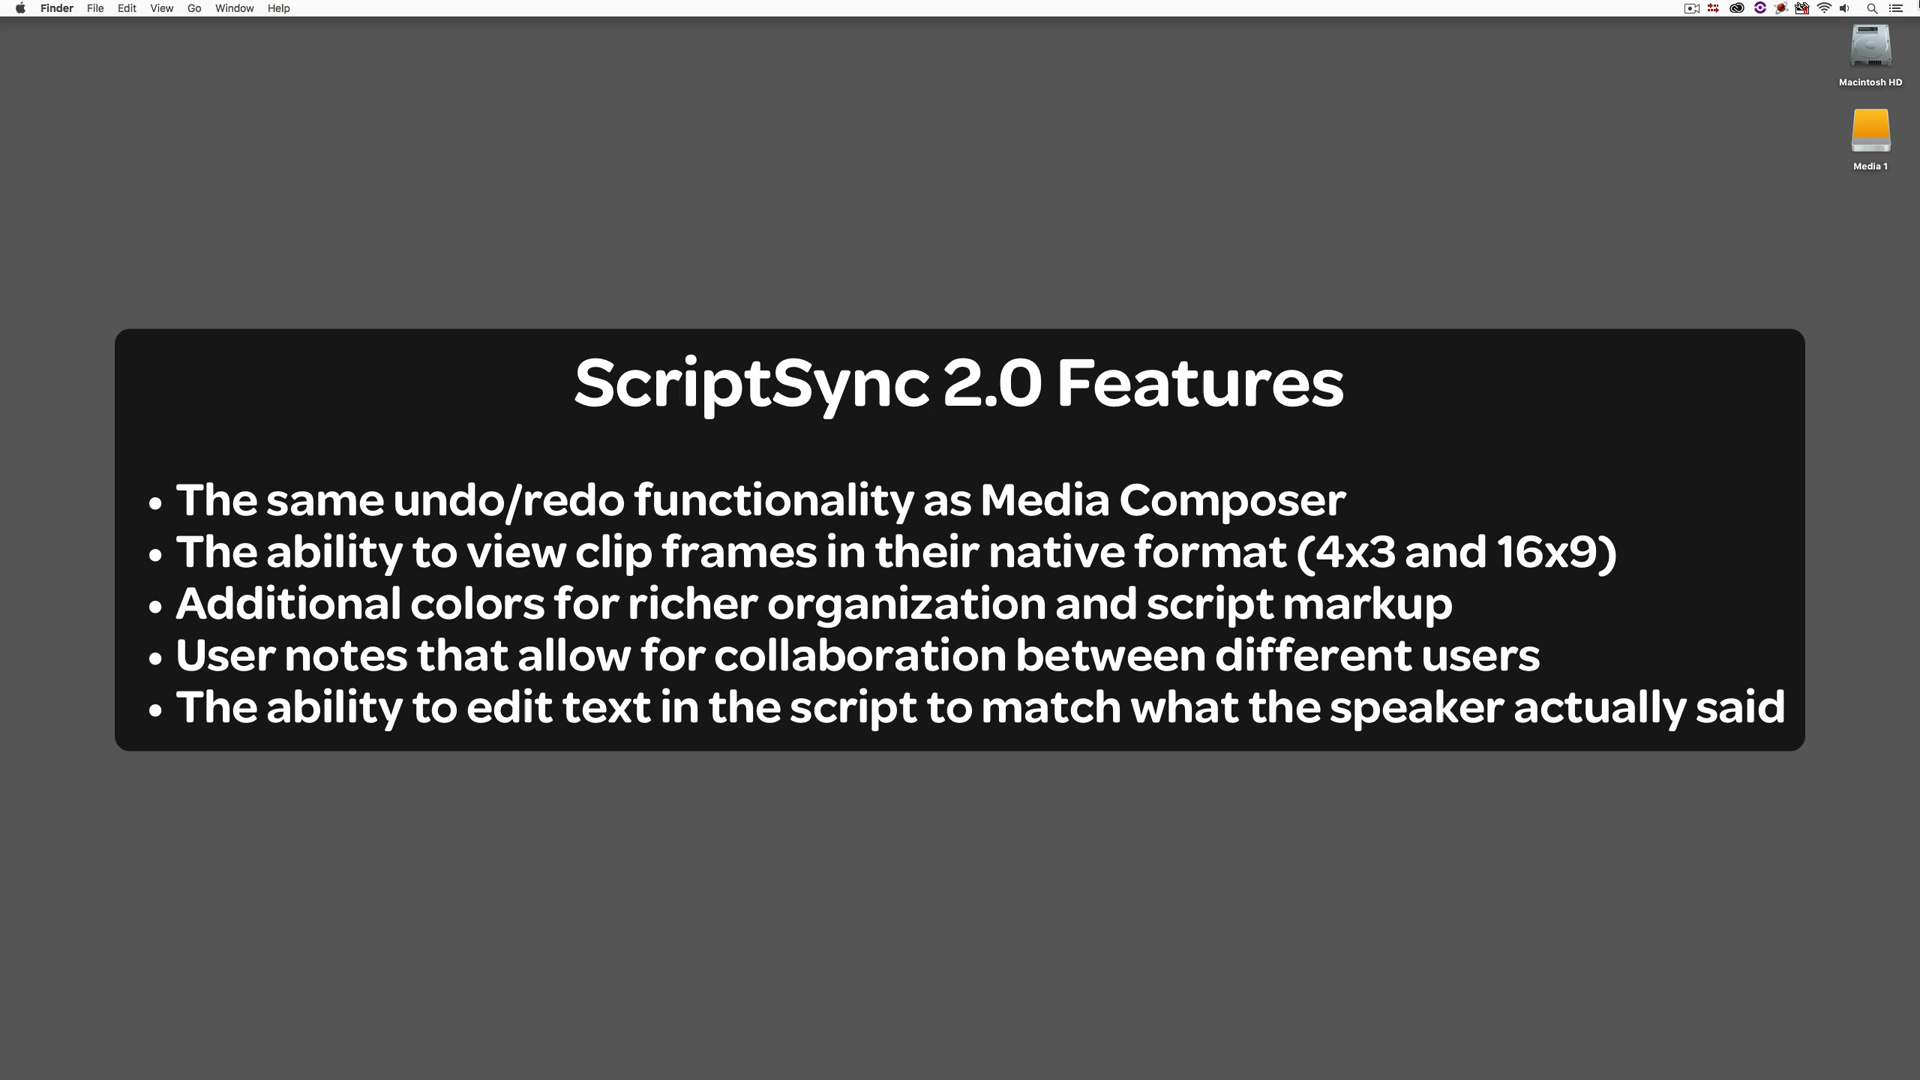 Finder File Edit View Go Window Help
Macintosh HD
Media 1
ScriptSync 2.0 Features
• The same undo/redo functionality as Media Composer
• The ability to view clip frames in their native format (4x3 and 16x9)
• Additional colors for richer organization and script markup
• User notes that allow for collaboration between different users
• The ability to edit text in the script to match what the speaker actually said